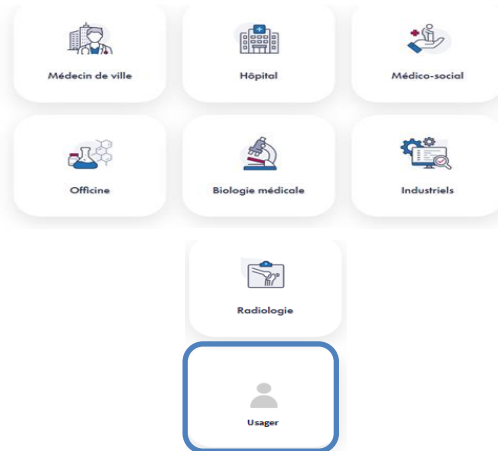 Médecin de ville
Hôpital
Médico-social
Officine
Biologie médicale
Industriels
Radiologie
Usager